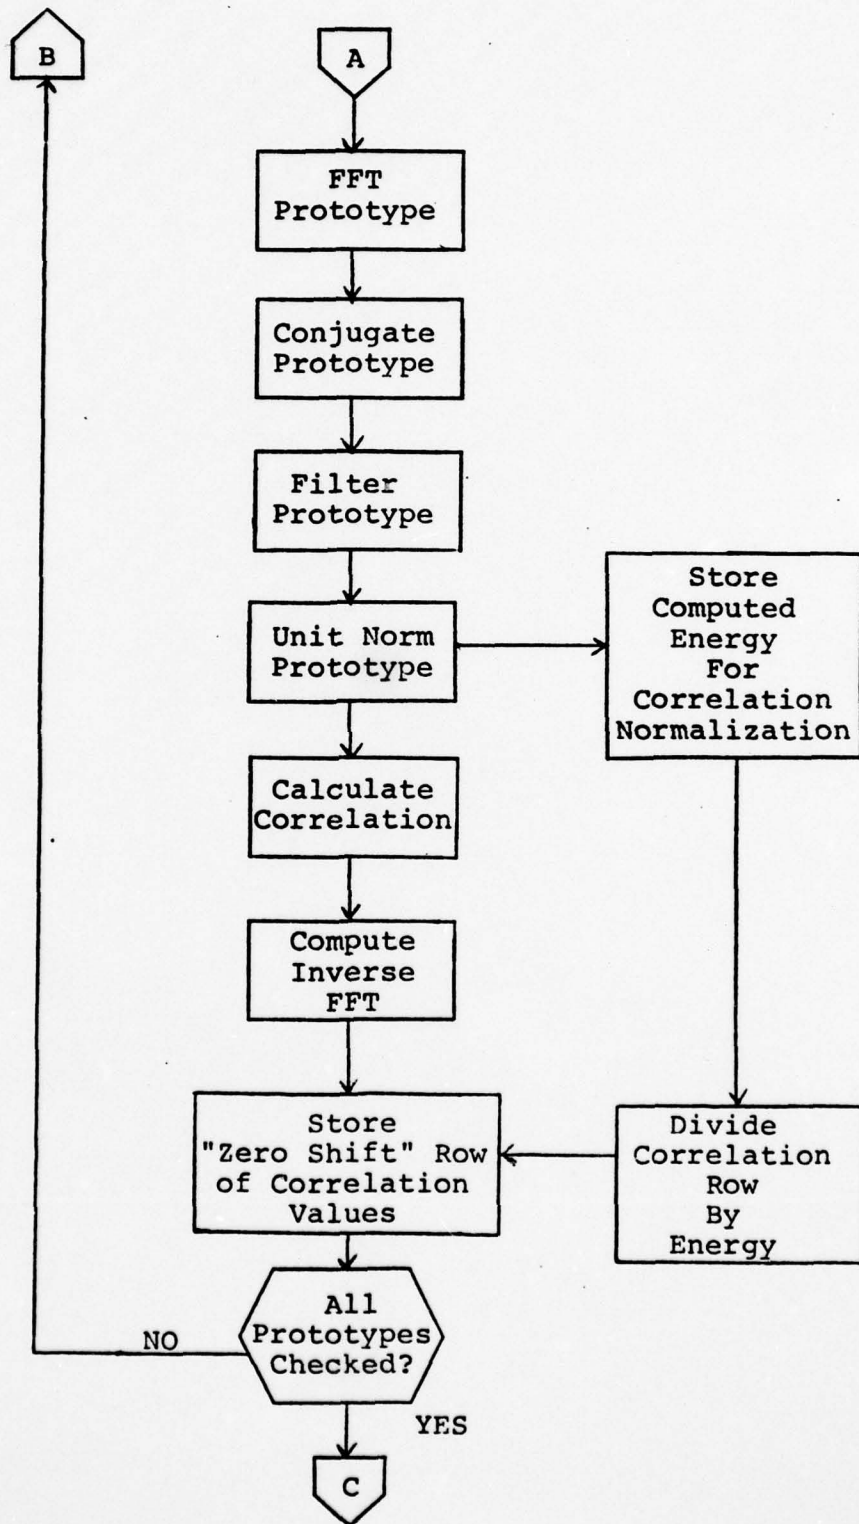 B
A
FFT
Prototype
Conjugate
Prototype
Filter
Prototype
Unit Norm
Prototype
Store
Computed
Energy
For
Correlation
Normalization
Calculate
Correlation
Compute
Inverse
FFT
Store
"Zero Shift" Row
of Correlation
Values
Divide
Correlation
Row
By
Energy
All
Prototypes
Checked?
NO
YES
C